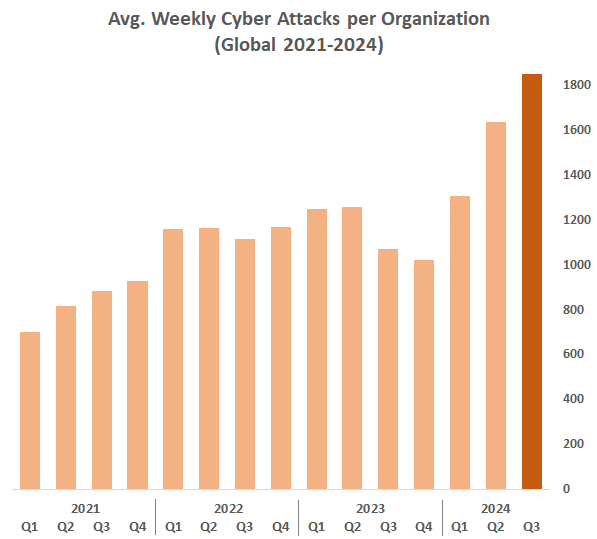 Avg. Weekly Cyber Attacks per Organization
(Global 2021-2024)
1800
1600
1400
1200
1000
800
600
400
200
0
2021 2022 2023 2024
Q1 Q2 Q3 Q4 Q1 Q2 Q3 Q4 Q1 Q2 Q3 Q4 Q1 Q2 Q3